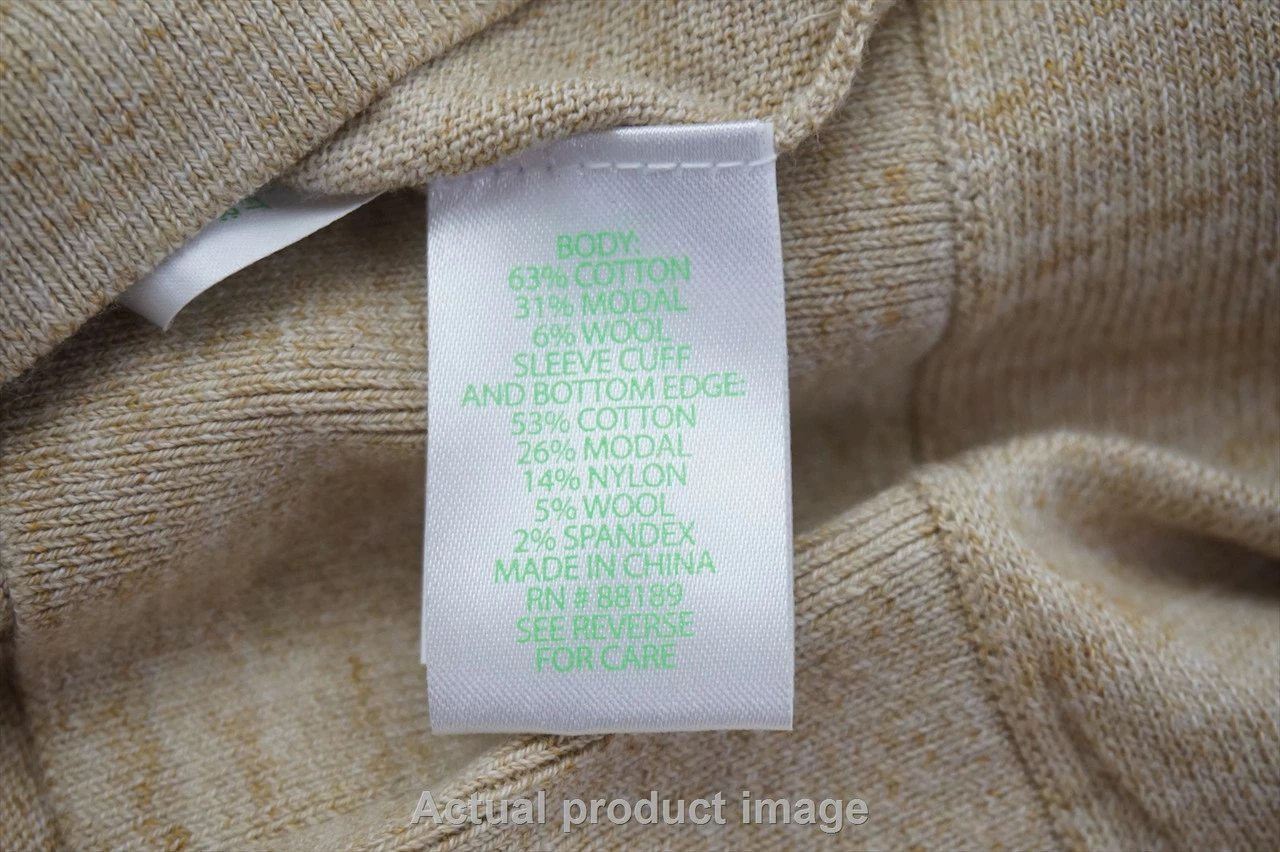 BODY:
63% COTTON
31% MODAL
6% WOOL
SLEEVE CUFF
AND BOTTOM EDGE:
53% COTTON
26% MODAL
14% NYLON
5% WOOL
2% SPANDEX
MADE IN CHINA
RN # 88189
SEE REVERSE
FOR CARE
Actual product image